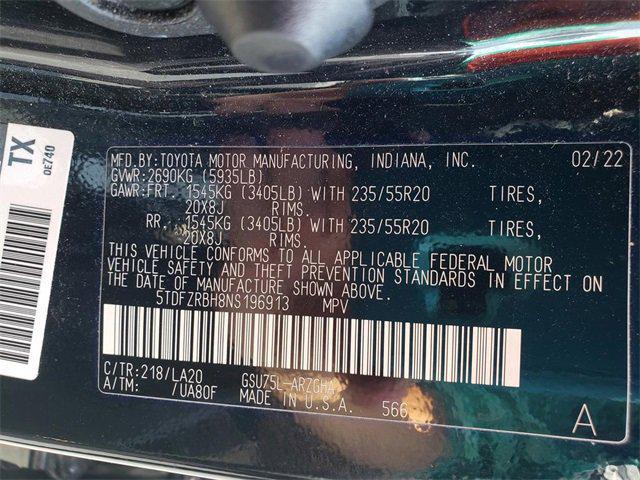 TX
0E740
MFD.BY:TOYOTA MOTOR MANUFACTURING, INDIANA, INC. 02/22
GVWR:2690KG (5935LB)
GAWR:FRT. 1545KG (3405LB) WITH 235/55R20 TIRES,
20X8J RIMS.
RR. 1545KG (3405LB) WITH 235/55R20 TIRES,
20X8J RIMS.
THIS VEHICLE CONFORMS TO ALL APPLICABLE FEDERAL MOTOR
VEHICLE SAFETY AND THEFT PREVENTION STANDARDS IN EFFECT ON
THE DATE OF MANUFACTURE SHOWN ABOVE.
5TDFZRBH8NS196913 MPV
C/TR:218/LA20 GSU75L-ARZGHA
A/TM: /UA80F MADE IN U.S.A. 566
A